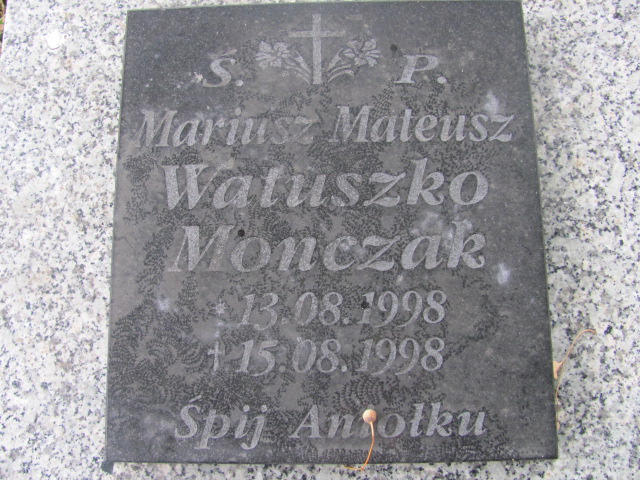 Ś. P.
Mariusz Mateusz
Watuszko
Monczak
* 13.08.1998
† 15.08.1998
Śpij Aniołku